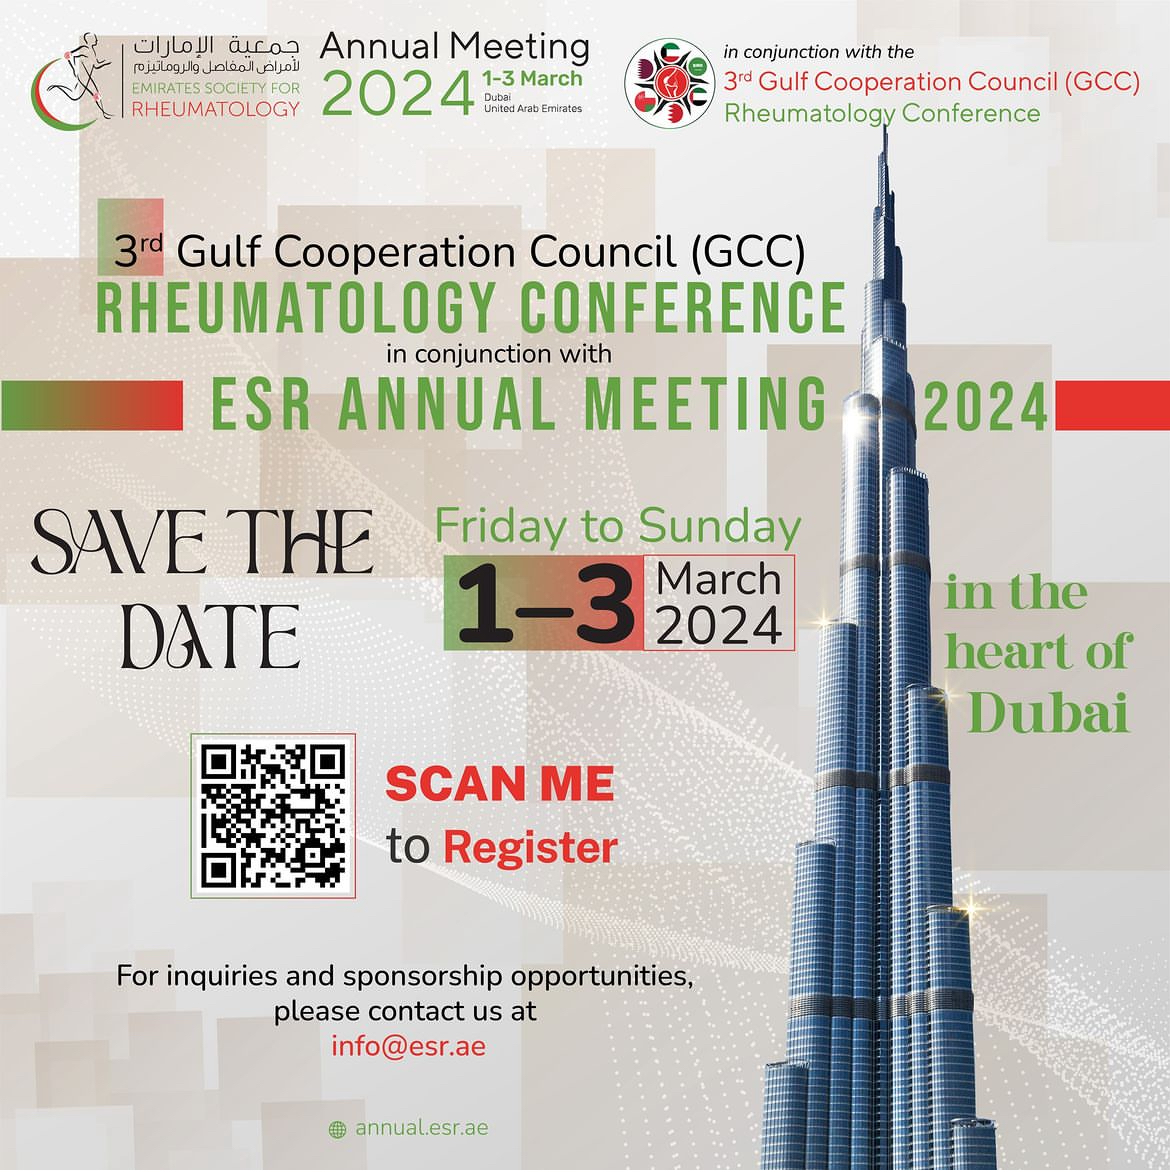 جمعية الإمارات
لأمراض المفاصل والروماتيزم
EMIRATES SOCIETY FOR
RHEUMATOLOGY
Annual Meeting
2024 1-3 March
Dubai
United Arab Emirates
in conjunction with the
3rd Gulf Cooperation Council (GCC)
Rheumatology Conference
3rd Gulf Cooperation Council (GCC)
RHEUMATOLOGY CONFERENCE
in conjunction with
ESR ANNUAL MEETING 2024
SAVE THE
DATE
Friday to Sunday
1–3 March
2024
in the
heart of
Dubai
SCAN ME
to Register
For inquiries and sponsorship opportunities,
please contact us at
info@esr.ae
annual.esr.ae